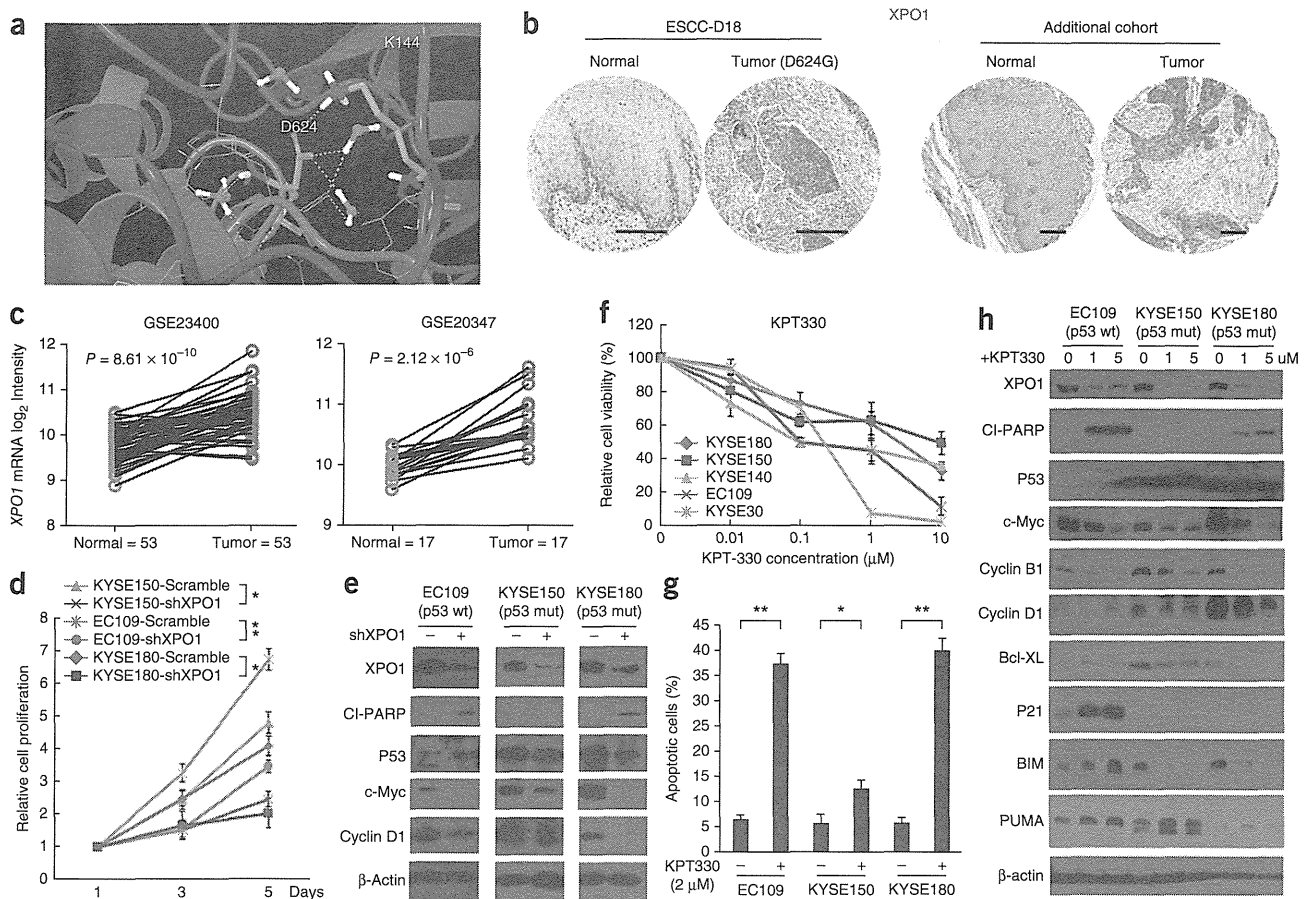 a
K144
D624
b
XPO1
ESCC-D18
Additional cohort
Normal
Tumor (D624G)
Normal
Tumor
c
GSE23400
GSE20347
P = 8.61 × 10⁻¹⁰
P = 2.12 × 10⁻⁶
XPO1 mRNA log₂ Intensity
12
11
10
9
8
12
11
10
9
Normal = 53
Tumor = 53
Normal = 17
Tumor = 17
d
KYSE150-Scramble
KYSE150-shXPO1
*
EC109-Scramble
EC109-shXPO1
**
KYSE180-Scramble
KYSE180-shXPO1
*
Relative cell proliferation
8
7
6
5
4
3
2
1
0
1
3
5
Days
e
EC109 KYSE150 KYSE180
(p53 wt) (p53 mut) (p53 mut)
shXPO1 − + − + − +
XPO1
Cl-PARP
P53
c-Myc
Cyclin D1
β-Actin
f
KPT330
Relative cell viability (%)
120
100
80
60
40
20
0
KYSE180
KYSE150
KYSE140
EC109
KYSE30
0 0.01 0.1 1 10
KPT-330 concentration (μM)
g
** * **
Apoptotic cells (%)
45
40
35
30
25
20
15
10
5
0
KPT330 − + − + − +
(2 μM)
EC109 KYSE150 KYSE180
h
EC109 KYSE150 KYSE180
(p53 wt) (p53 mut) (p53 mut)
+KPT330 0 1 5 0 1 5 0 1 5 uM
XPO1
Cl-PARP
P53
c-Myc
Cyclin B1
Cyclin D1
Bcl-XL
P21
BIM
PUMA
β-actin